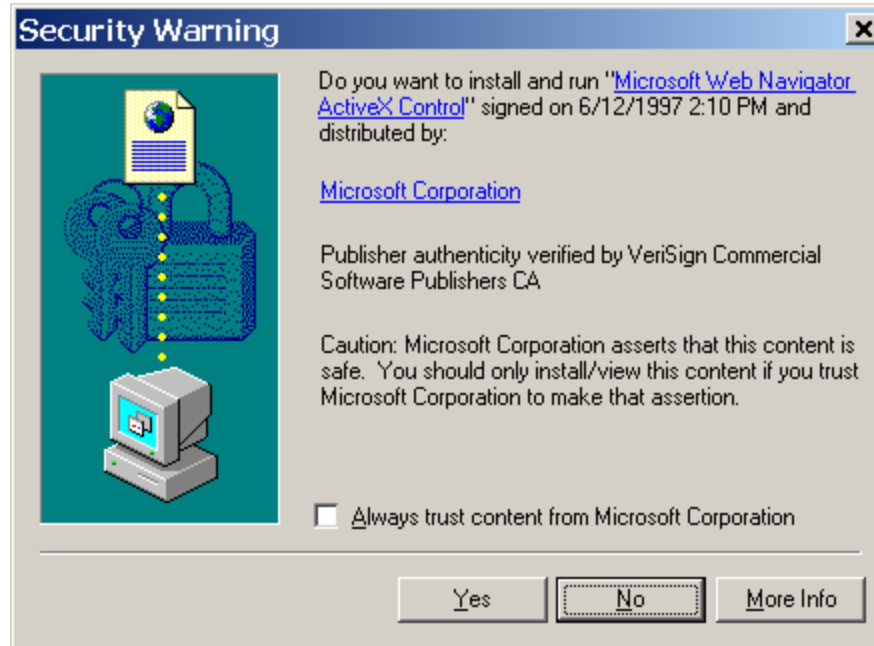 Security Warning
Do you want to install and run "Microsoft Web Navigator
ActiveX Control" signed on 6/12/1997 2:10 PM and
distributed by:
Microsoft Corporation
Publisher authenticity verified by VeriSign Commercial
Software Publishers CA
Caution: Microsoft Corporation asserts that this content is
safe.  You should only install/view this content if you trust
Microsoft Corporation to make that assertion.
Always trust content from Microsoft Corporation
Yes No More Info